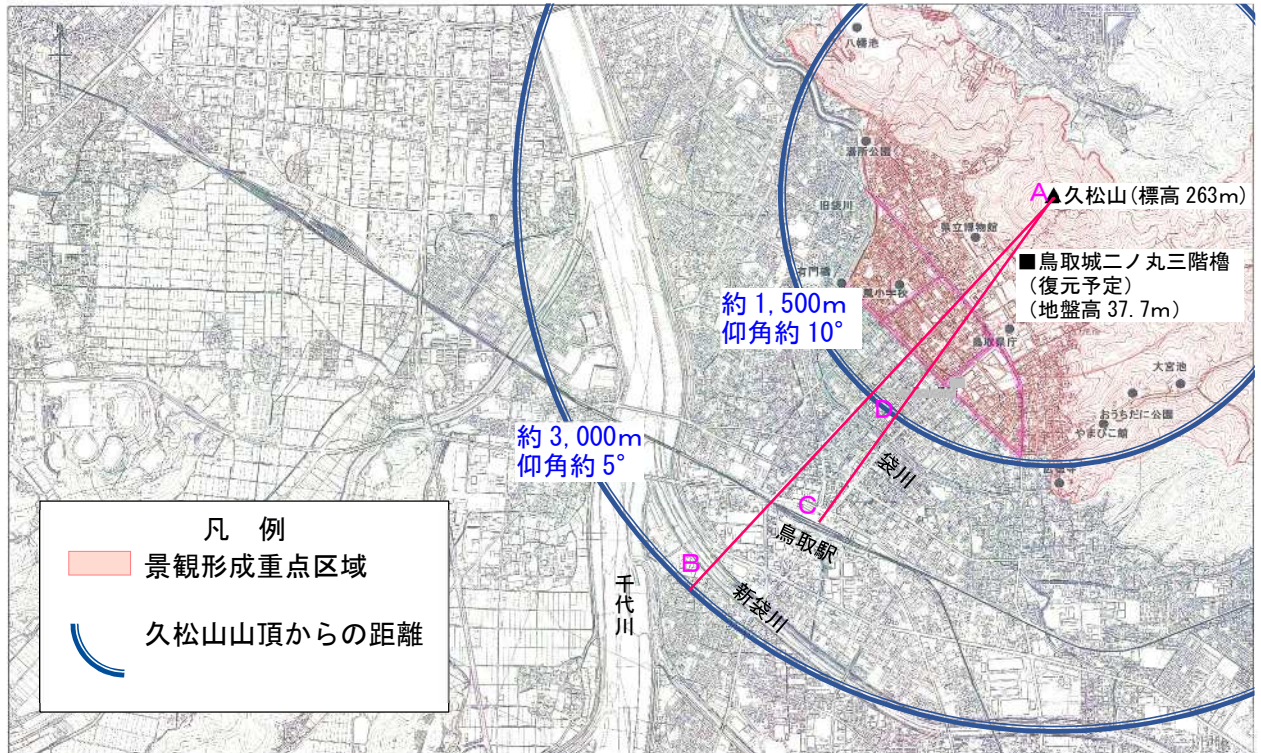 八幡池
湯所公園
旧袋川
A
久松山(標高 263m)
県立博物館
■鳥取城二ノ丸三階櫓
(復元予定)
(地盤高 37.7m)
約 1,500m
仰角約 10°
鳥取県庁
大宮池
おうちだに公園
やまびこ館
D
袋川
約 3,000m
仰角約 5°
C
鳥取駅
B
新袋川
千代川
凡 例
景観形成重点区域
久松山山頂からの距離